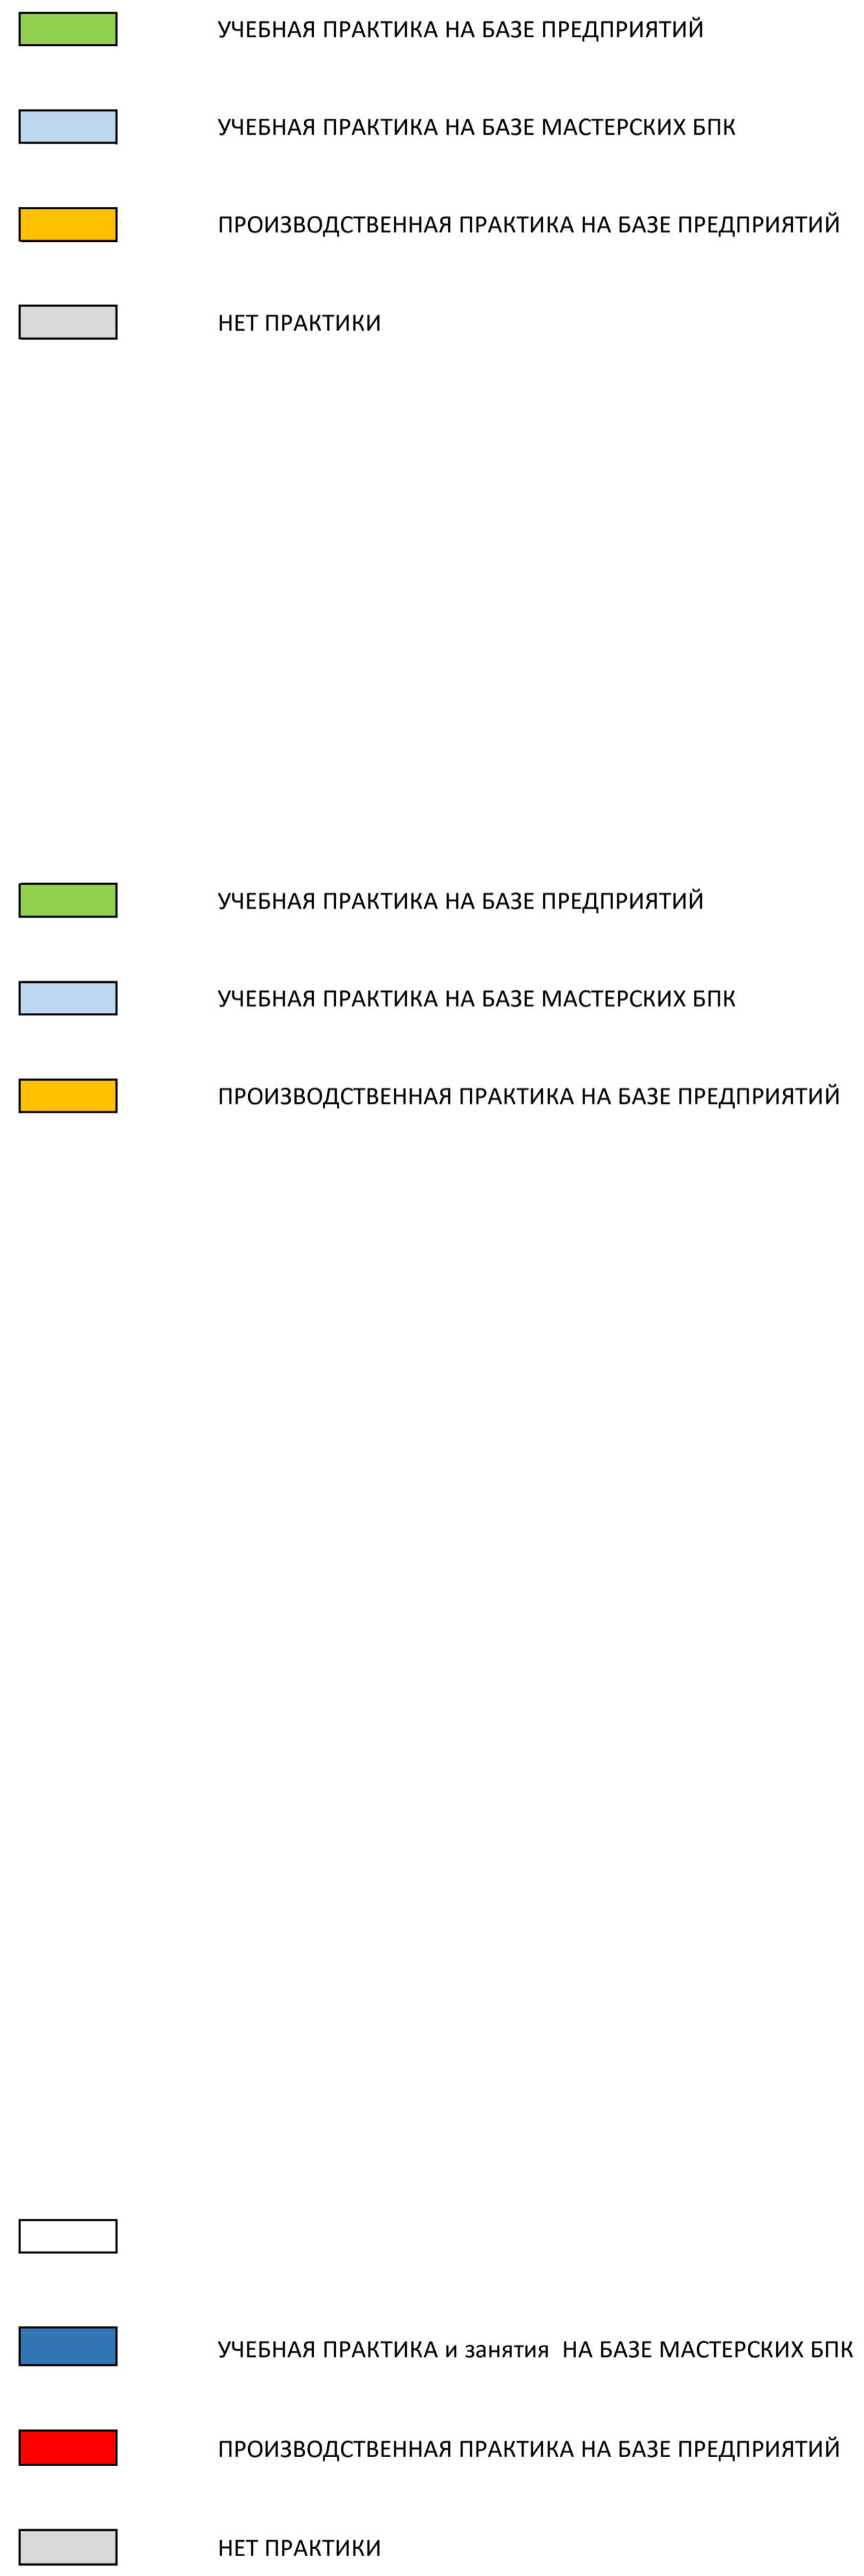 УЧЕБНАЯ ПРАКТИКА НА БАЗЕ ПРЕДПРИЯТИЙ
УЧЕБНАЯ ПРАКТИКА НА БАЗЕ МАСТЕРСКИХ БПК
ПРОИЗВОДСТВЕННАЯ ПРАКТИКА НА БАЗЕ ПРЕДПРИЯТИЙ
НЕТ ПРАКТИКИ
УЧЕБНАЯ ПРАКТИКА НА БАЗЕ ПРЕДПРИЯТИЙ
УЧЕБНАЯ ПРАКТИКА НА БАЗЕ МАСТЕРСКИХ БПК
ПРОИЗВОДСТВЕННАЯ ПРАКТИКА НА БАЗЕ ПРЕДПРИЯТИЙ
УЧЕБНАЯ ПРАКТИКА и занятия НА БАЗЕ МАСТЕРСКИХ БПК
ПРОИЗВОДСТВЕННАЯ ПРАКТИКА НА БАЗЕ ПРЕДПРИЯТИЙ
НЕТ ПРАКТИКИ